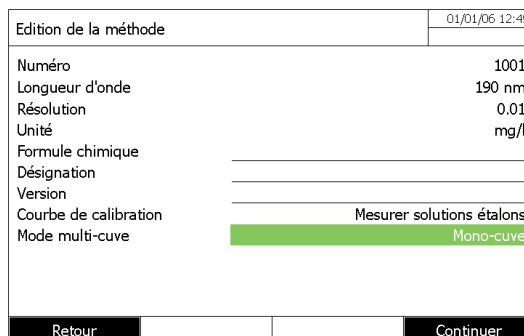 Edition de la méthode
01/01/06 12:49
Numéro 1001
Longueur d'onde 190 nm
Résolution 0.01
Unité mg/l
Formule chimique
Désignation
Version
Courbe de calibration Mesurer solutions étalons
Mode multi-cuve Mono-cuve
Retour Continuer